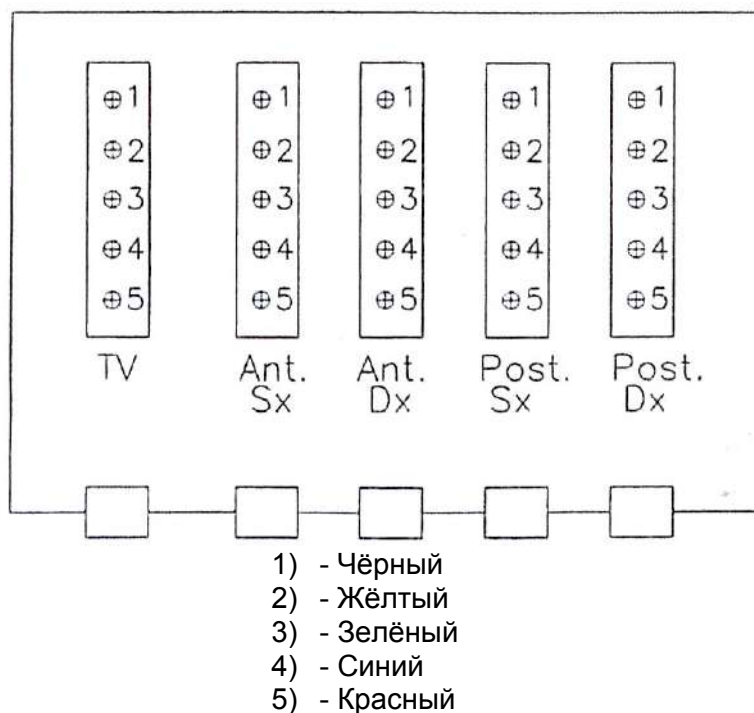 ⊕1 ⊕1 ⊕1 ⊕1 ⊕1
⊕2 ⊕2 ⊕2 ⊕2 ⊕2
⊕3 ⊕3 ⊕3 ⊕3 ⊕3
⊕4 ⊕4 ⊕4 ⊕4 ⊕4
⊕5 ⊕5 ⊕5 ⊕5 ⊕5
TV Ant. Ant. Post. Post.
Sx Dx Sx Dx
1) - Чёрный
2) - Жёлтый
3) - Зелёный
4) - Синий
5) - Красный